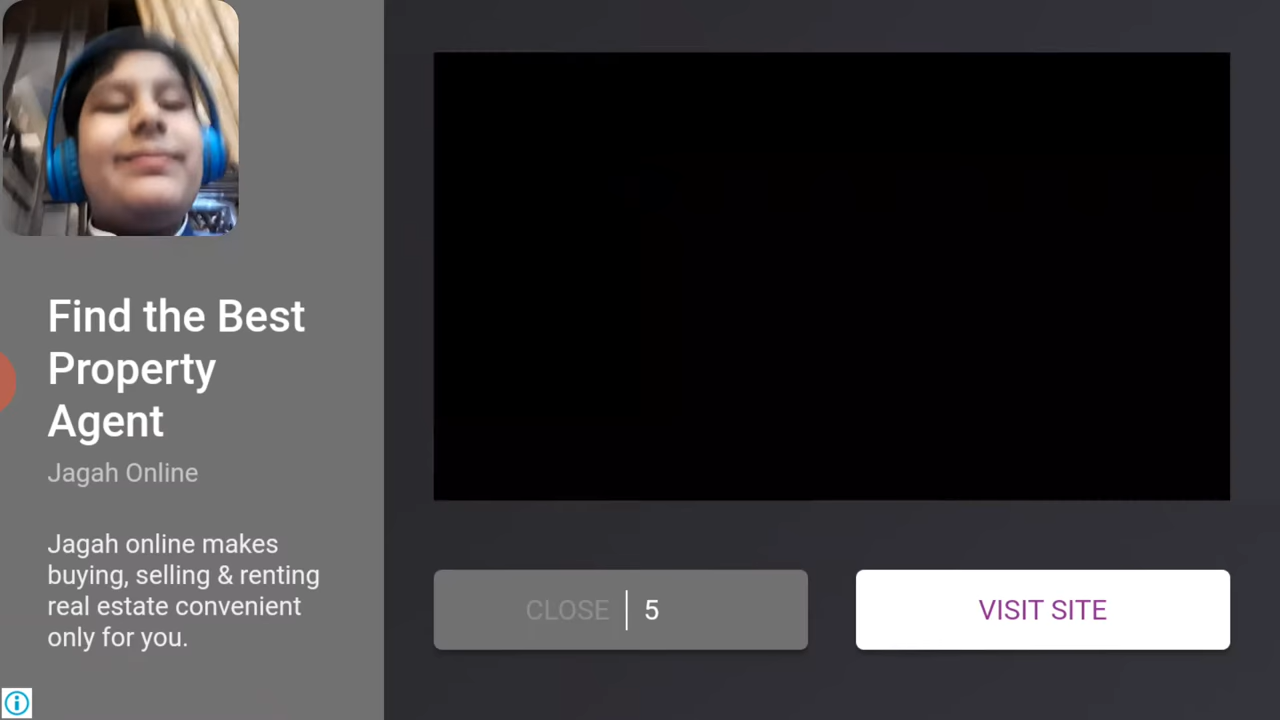 Find the Best
Property
Agent
Jagah Online
Jagah online makes
buying, selling & renting
real estate convenient
only for you.
CLOSE | 5
VISIT SITE